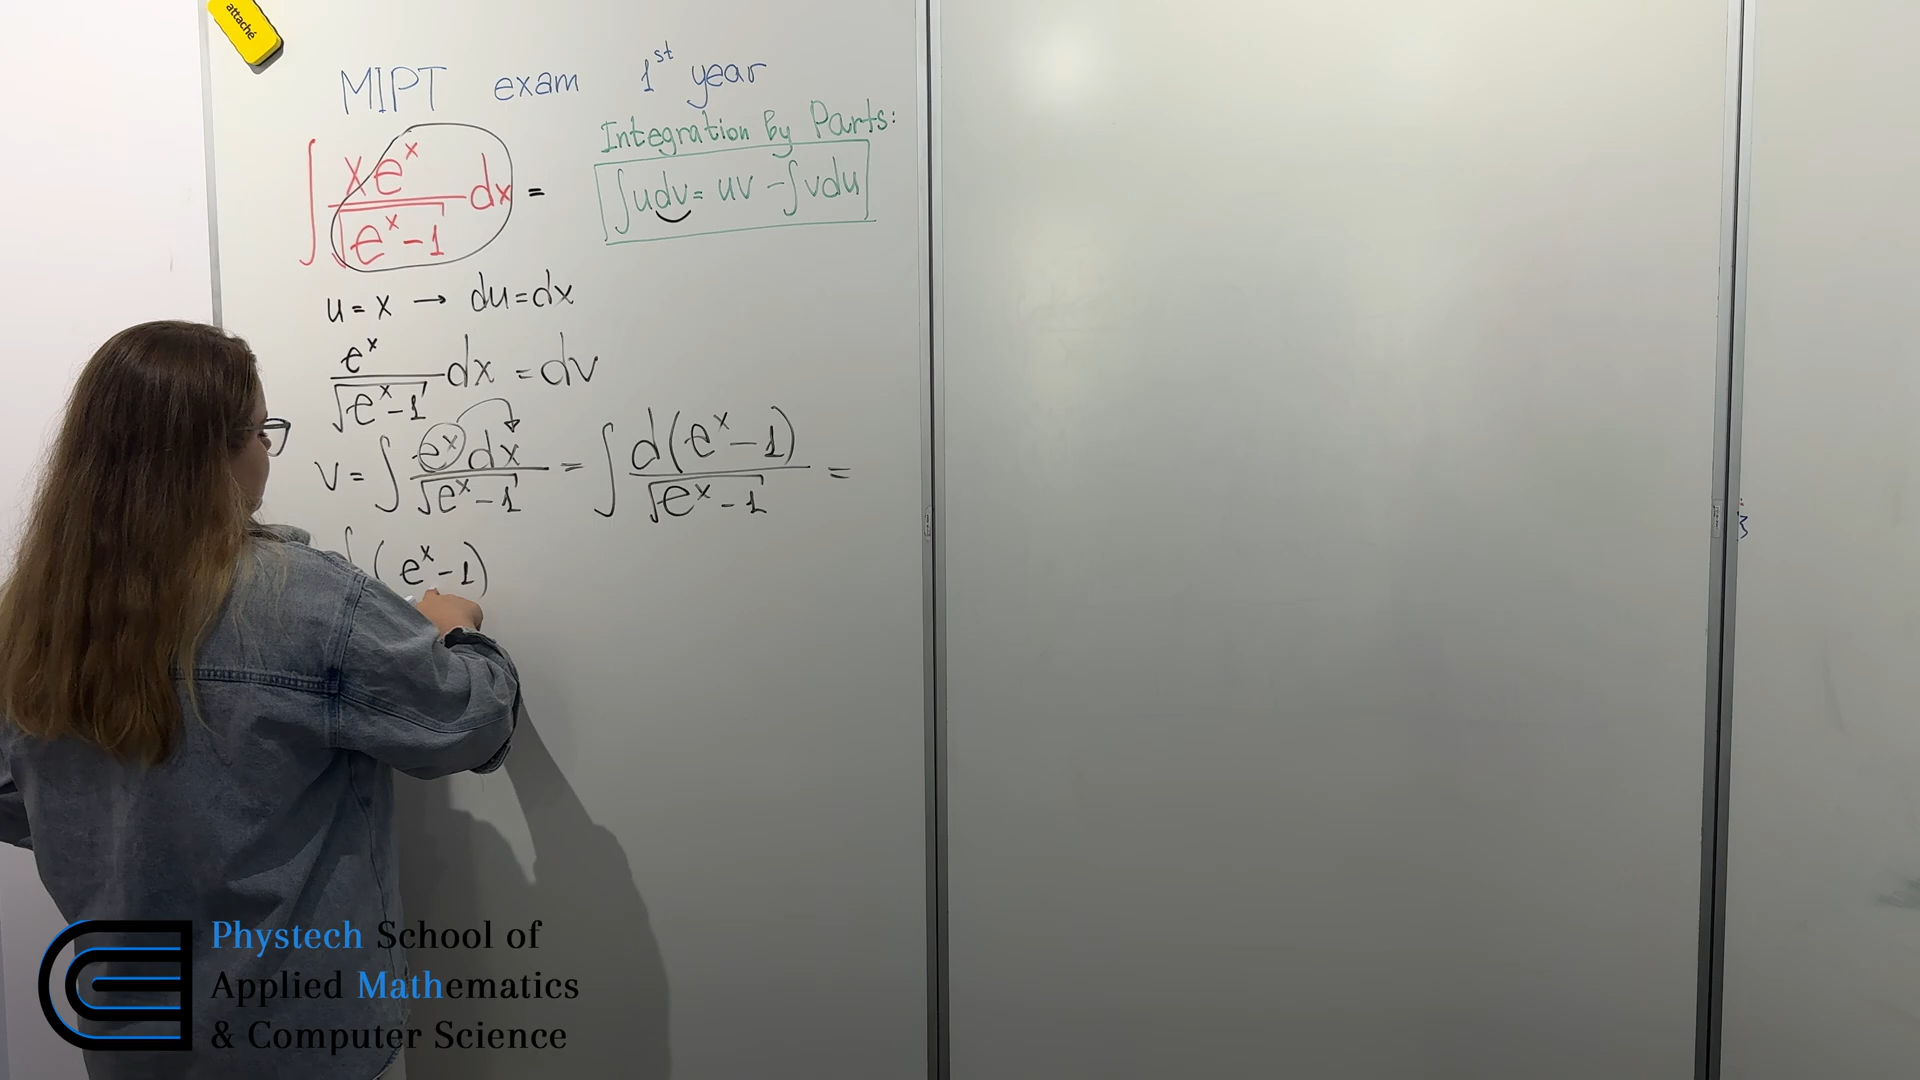 attaché
MIPT exam 1st year
Integration By Parts:
∫ xe^x/√(e^x-1) dx =
∫udv = uv - ∫vdu
u = x → du = dx
e^x/√(e^x-1) dx = dv
v = ∫ e^x dx/√(e^x-1) = ∫ d(e^x-1)/√(e^x-1) =
∫ (e^x-1)
Phystech School of
Applied Mathematics
& Computer Science